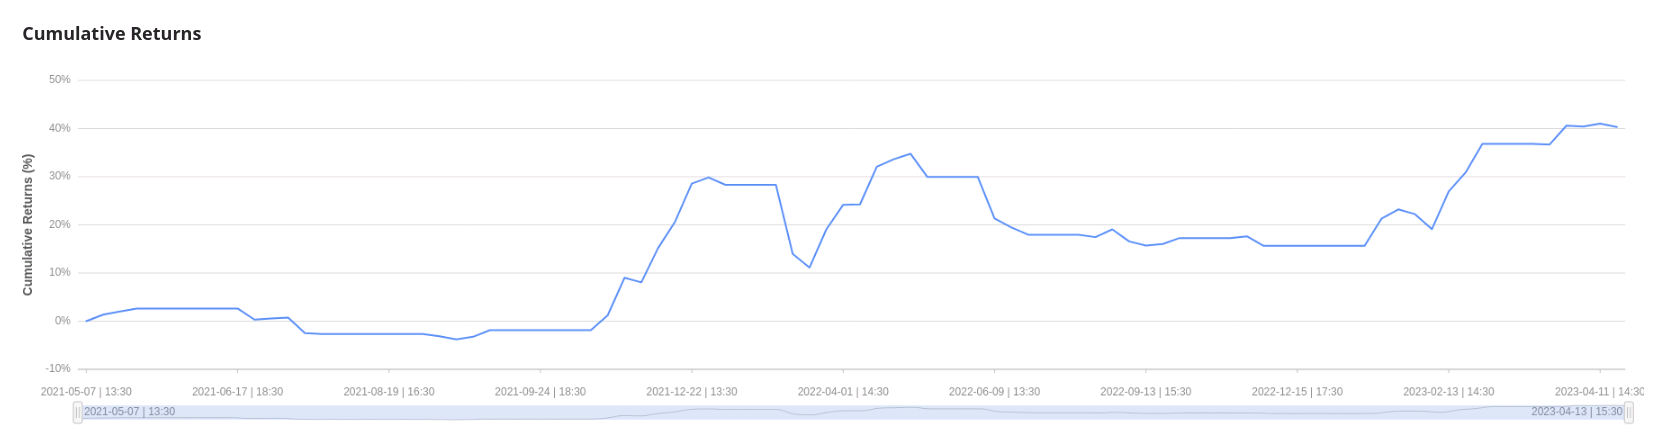 Cumulative Returns
50%
40%
30%
20%
10%
0%
-10%
Cumulative Returns (%)
2021-05-07 | 13:30 2021-06-17 | 18:30 2021-08-19 | 16:30 2021-09-24 | 18:30 2021-12-22 | 13:30 2022-04-01 | 14:30 2022-06-09 | 13:30 2022-09-13 | 15:30 2022-12-15 | 17:30 2023-02-13 | 14:30 2023-04-11 | 14:30
2021-05-07 | 13:30 2023-04-13 | 15:30